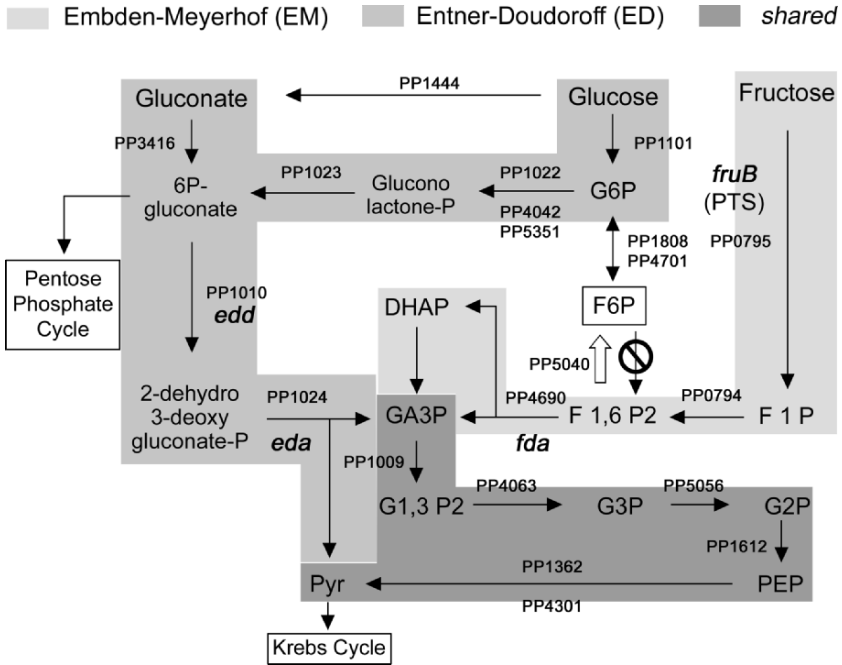 Embden-Meyerhof (EM)
Entner-Doudoroff (ED)
shared
Gluconate
PP1444
Glucose
Fructose
PP3416
PP1101
6P-
gluconate
PP1023
Glucono
lactone-P
PP1022
G6P
PP4042
PP5351
fruB
(PTS)
PP0795
PP1808
PP4701
Pentose
Phosphate
Cycle
PP1010
edd
DHAP
F6P
PP5040
2-dehydro
3-deoxy
gluconate-P
PP1024
eda
GA3P
PP4690
fda
F 1,6 P2
PP0794
F 1 P
PP1009
G1,3 P2
PP4063
G3P
PP5056
G2P
PP1612
Pyr
PP1362
PP4301
PEP
Krebs Cycle